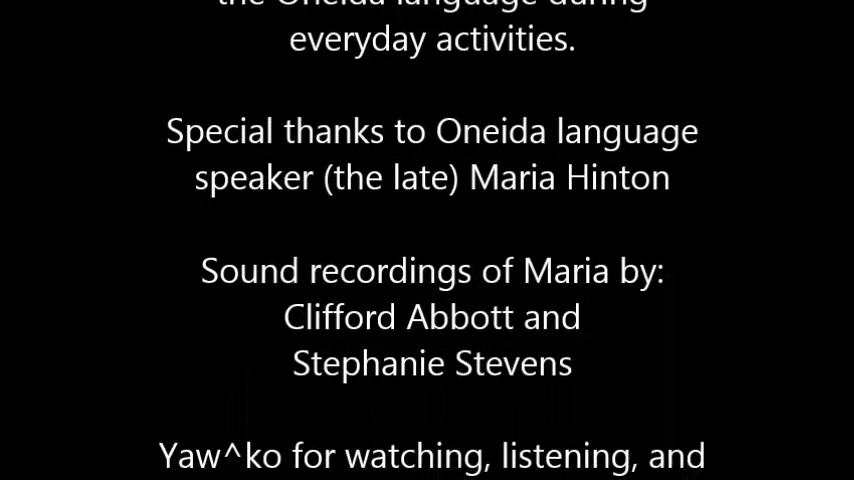 the Oneida language during
everyday activities.
Special thanks to Oneida language
speaker (the late) Maria Hinton
Sound recordings of Maria by:
Clifford Abbott and
Stephanie Stevens
Yaw^ko for watching, listening, and